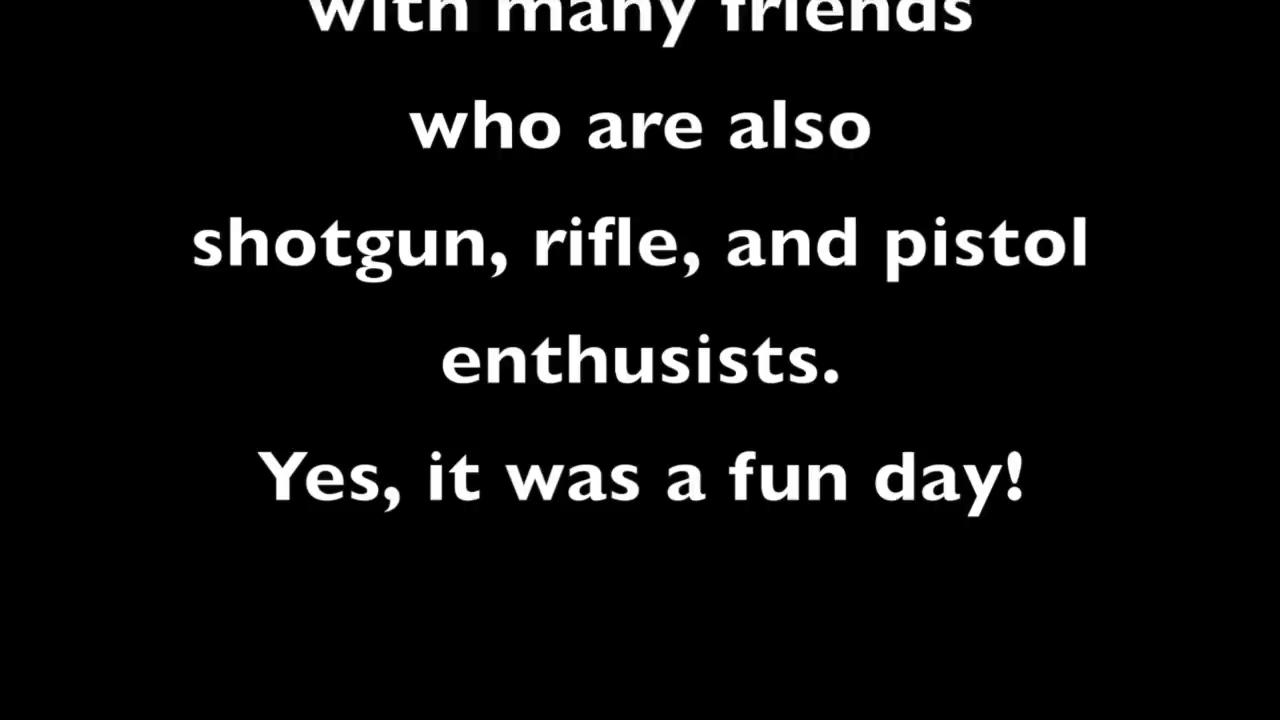 with many friends
who are also
shotgun, rifle, and pistol
enthusists.
Yes, it was a fun day!